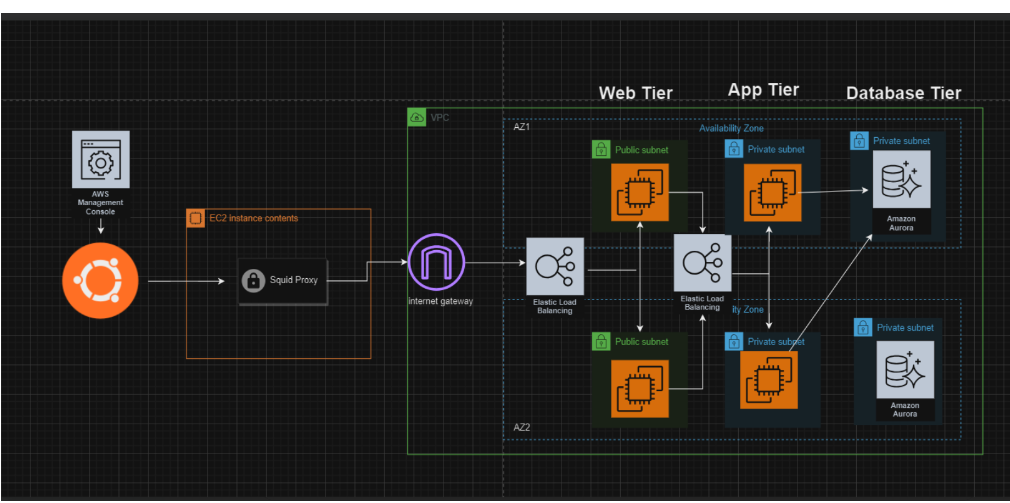 Web Tier
App Tier
Database Tier
VPC
AZ1
Availability Zone
Public subnet
Private subnet
Private subnet
AWS
Management
Console
Amazon
Aurora
EC2 instance contents
Squid Proxy
internet gateway
Elastic Load
Balancing
Elastic Load
Balancing
ity Zone
Public subnet
Private subnet
Private subnet
Amazon
Aurora
AZ2